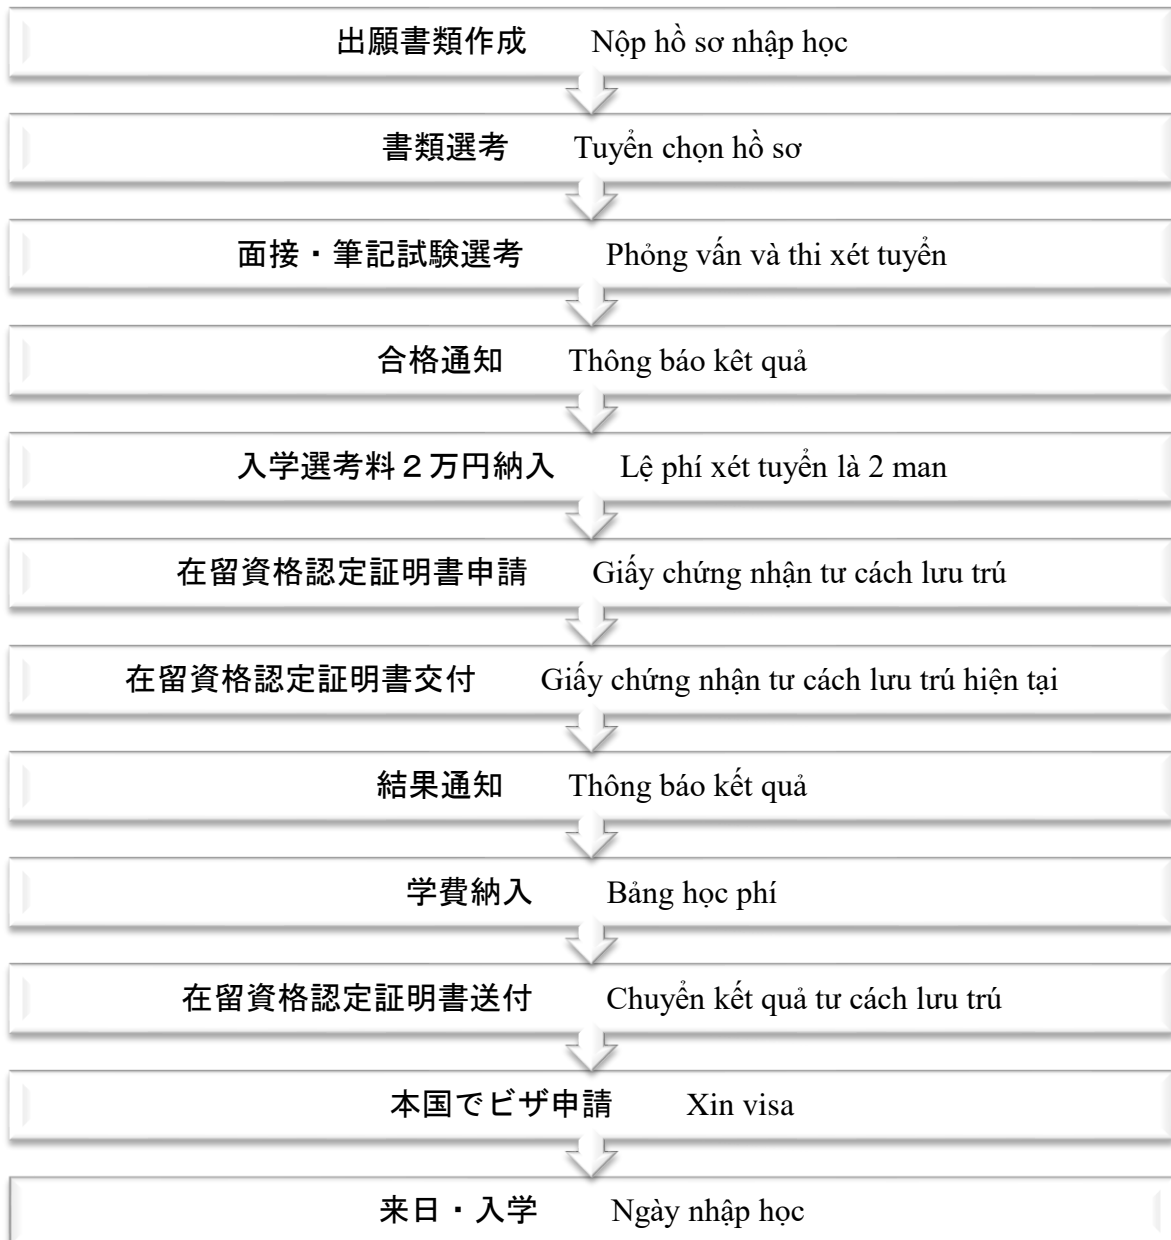 出願書類作成 Nộp hồ sơ nhập học
書類選考 Tuyển chọn hồ sơ
面接・筆記試験選考 Phỏng vấn và thi xét tuyển
合格通知 Thông báo kêt quả
入学選考料２万円納入 Lệ phí xét tuyển là 2 man
在留資格認定証明書申請 Giấy chứng nhận tư cách lưu trú
在留資格認定証明書交付 Giấy chứng nhận tư cách lưu trú hiện tại
結果通知 Thông báo kết quả
学費納入 Bảng học phí
在留資格認定証明書送付 Chuyển kết quả tư cách lưu trú
本国でビザ申請 Xin visa
来日・入学 Ngày nhập học